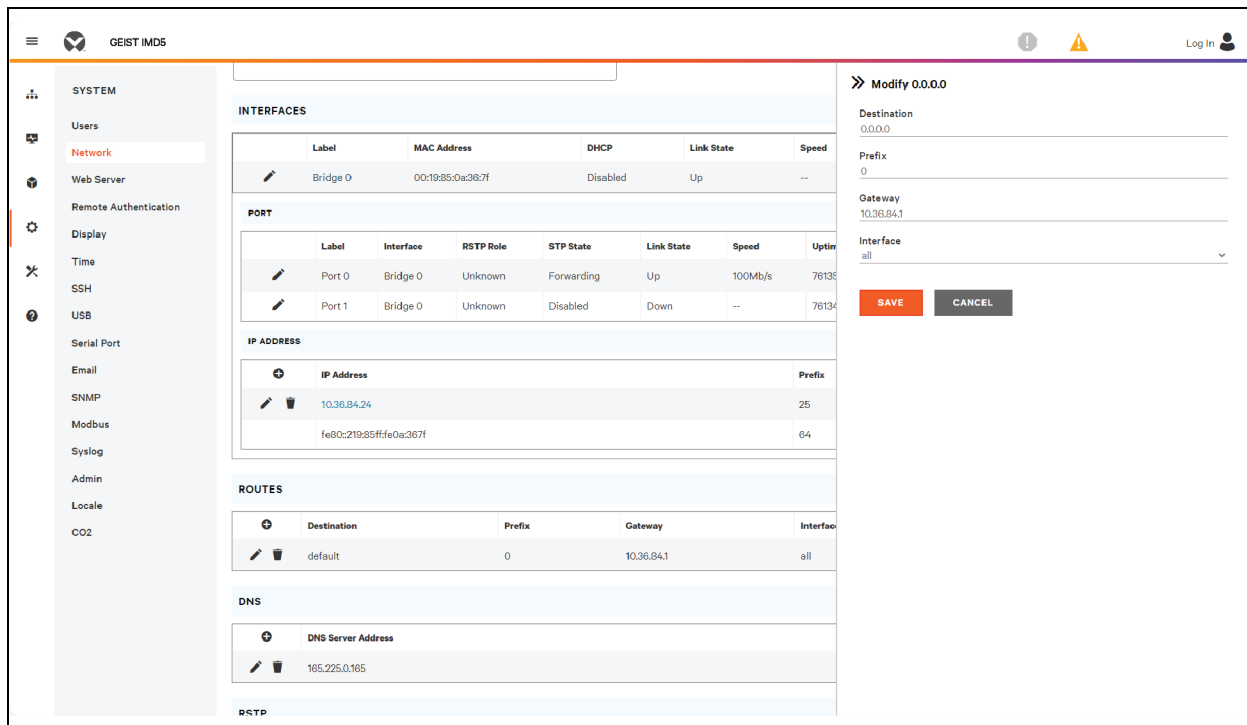 GEIST IMD5
Log In
SYSTEM
Users
Network
Web Server
Remote Authentication
Display
Time
SSH
USB
Serial Port
Email
SNMP
Modbus
Syslog
Admin
Locale
CO2
INTERFACES
Label MAC Address DHCP Link State Speed
Bridge 0 00:19:85:0a:36:7f Disabled Up --
PORT
Label Interface RSTP Role STP State Link State Speed Uptim
Port 0 Bridge 0 Unknown Forwarding Up 100Mb/s 76135
Port 1 Bridge 0 Unknown Disabled Down -- 76134
IP ADDRESS
IP Address Prefix
10.36.84.24 25
fe80::219:85ff:fe0a:367f 64
ROUTES
Destination Prefix Gateway Interface
default 0 10.36.84.1 all
DNS
DNS Server Address
165.225.0.165
RSTP
Modify 0.0.0.0
Destination
0.0.0.0
Prefix
0
Gateway
10.36.84.1
Interface
all
SAVE CANCEL